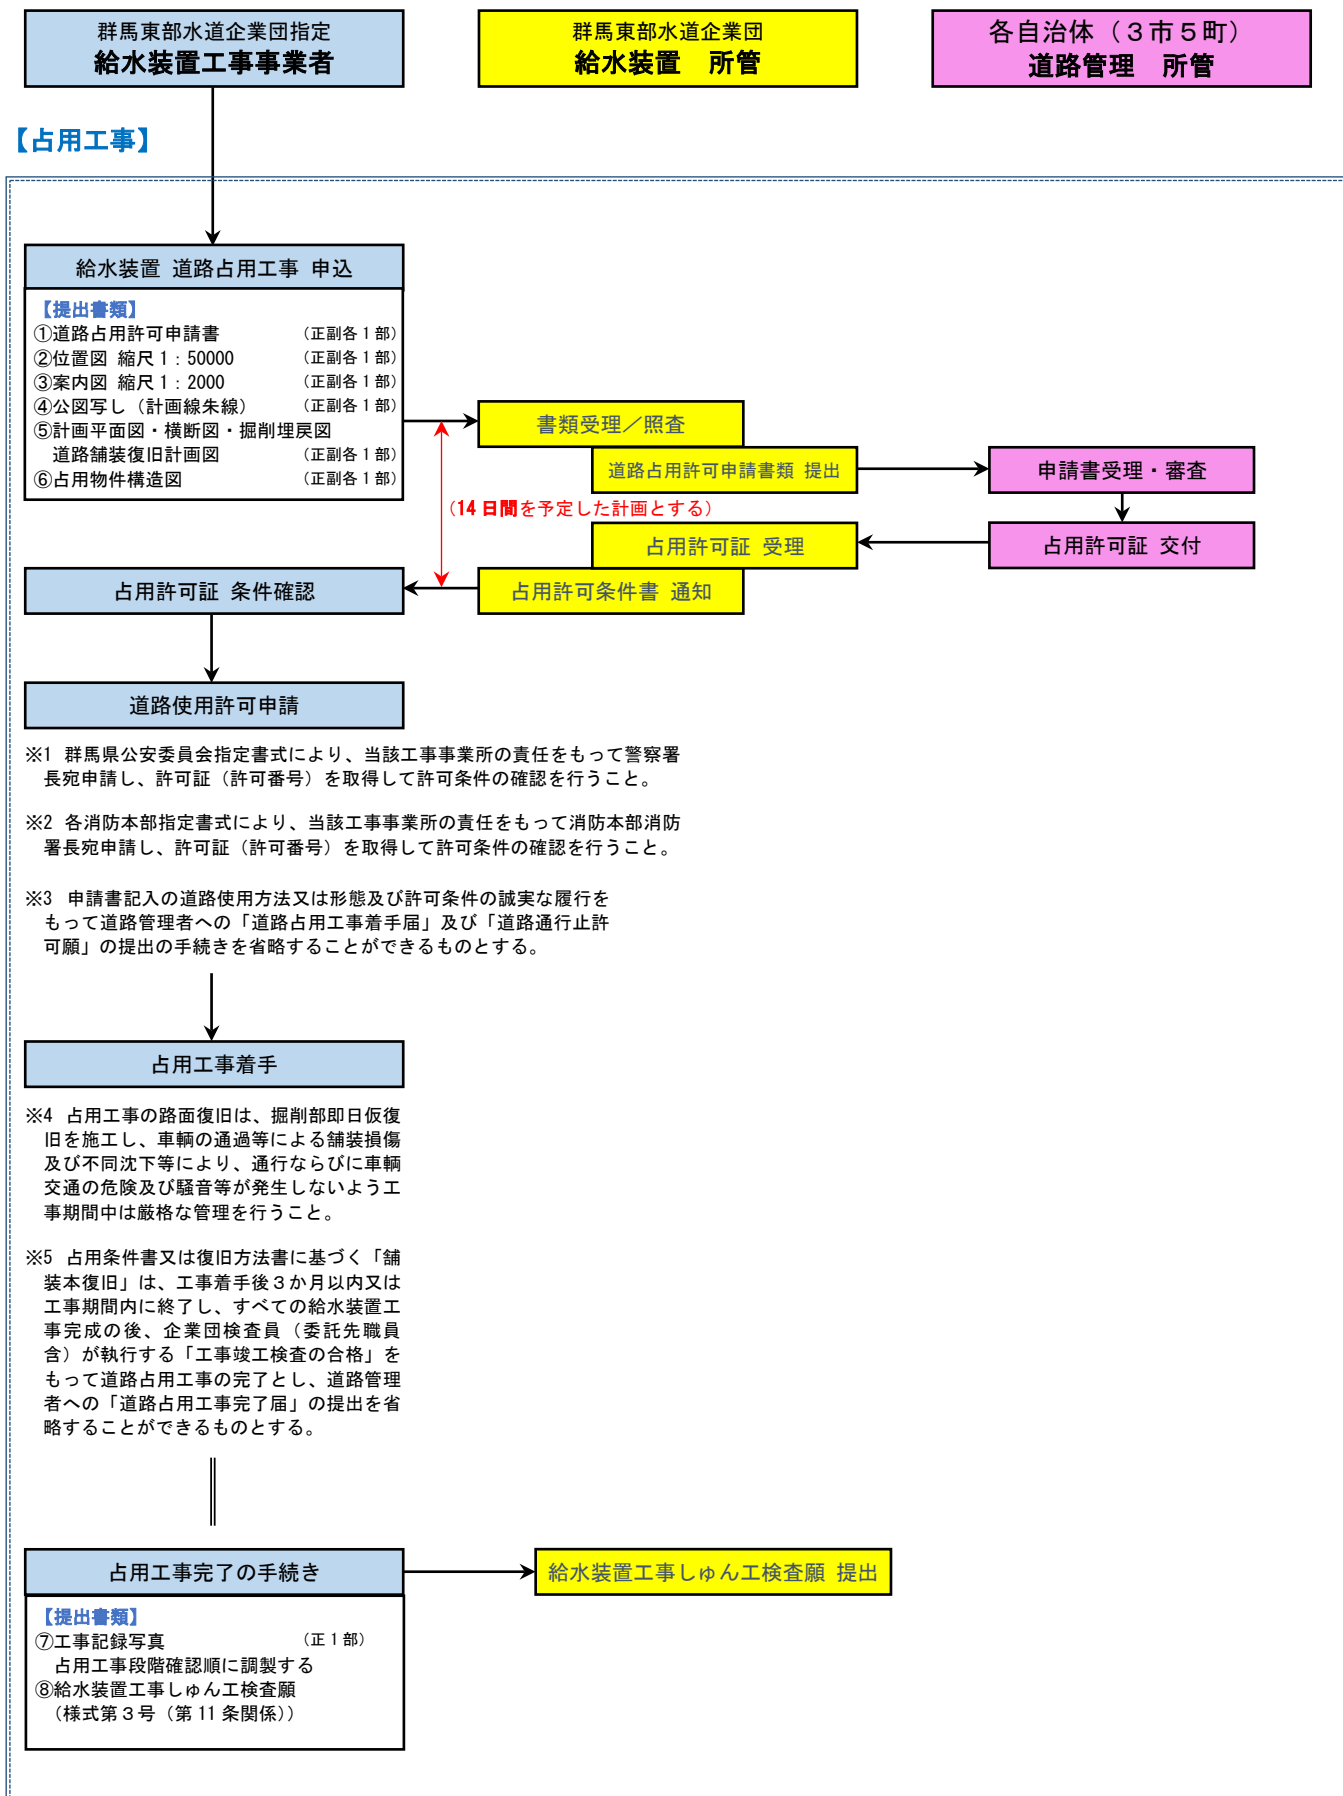 群馬東部水道企業団指定
給水装置工事事業者
群馬東部水道企業団
給水装置　所管
各自治体（３市５町）
道路管理　所管
【占用工事】
給水装置 道路占用工事 申込
【提出書類】
①道路占用許可申請書　（正副各１部）
②位置図 縮尺１：50000　（正副各１部）
③案内図 縮尺１：2000　（正副各１部）
④公図写し（計画線朱線）　（正副各１部）
⑤計画平面図・横断図・掘削埋戻図
道路舗装復旧計画図　（正副各１部）
⑥占用物件構造図　（正副各１部）
書類受理／照査
道路占用許可申請書類 提出
申請書受理・審査
（14 日間を予定した計画とする）
占用許可証 受理
占用許可証 交付
占用許可証 条件確認
占用許可条件書 通知
道路使用許可申請
※1 群馬県公安委員会指定書式により、当該工事事業所の責任をもって警察署
長宛申請し、許可証（許可番号）を取得して許可条件の確認を行うこと。
※2 各消防本部指定書式により、当該工事事業所の責任をもって消防本部消防
署長宛申請し、許可証（許可番号）を取得して許可条件の確認を行うこと。
※3 申請書記入の道路使用方法又は形態及び許可条件の誠実な履行を
もって道路管理者への「道路占用工事着手届」及び「道路通行止許
可願」の提出の手続きを省略することができるものとする。
占用工事着手
※4 占用工事の路面復旧は、掘削部即日仮復
旧を施工し、車輌の通過等による舗装損傷
及び不同沈下等により、通行ならびに車輌
交通の危険及び騒音等が発生しないよう工
事期間中は厳格な管理を行うこと。
※5 占用条件書又は復旧方法書に基づく「舗
装本復旧」は、工事着手後３か月以内又は
工事期間内に終了し、すべての給水装置工
事完成の後、企業団検査員（委託先職員
含）が執行する「工事竣工検査の合格」を
もって道路占用工事の完了とし、道路管理
者への「道路占用工事完了届」の提出を省
略することができるものとする。
占用工事完了の手続き
給水装置工事しゅん工検査願 提出
【提出書類】
⑦工事記録写真　（正１部）
占用工事段階確認順に調製する
⑧給水装置工事しゅん工検査願
（様式第３号（第 11 条関係））